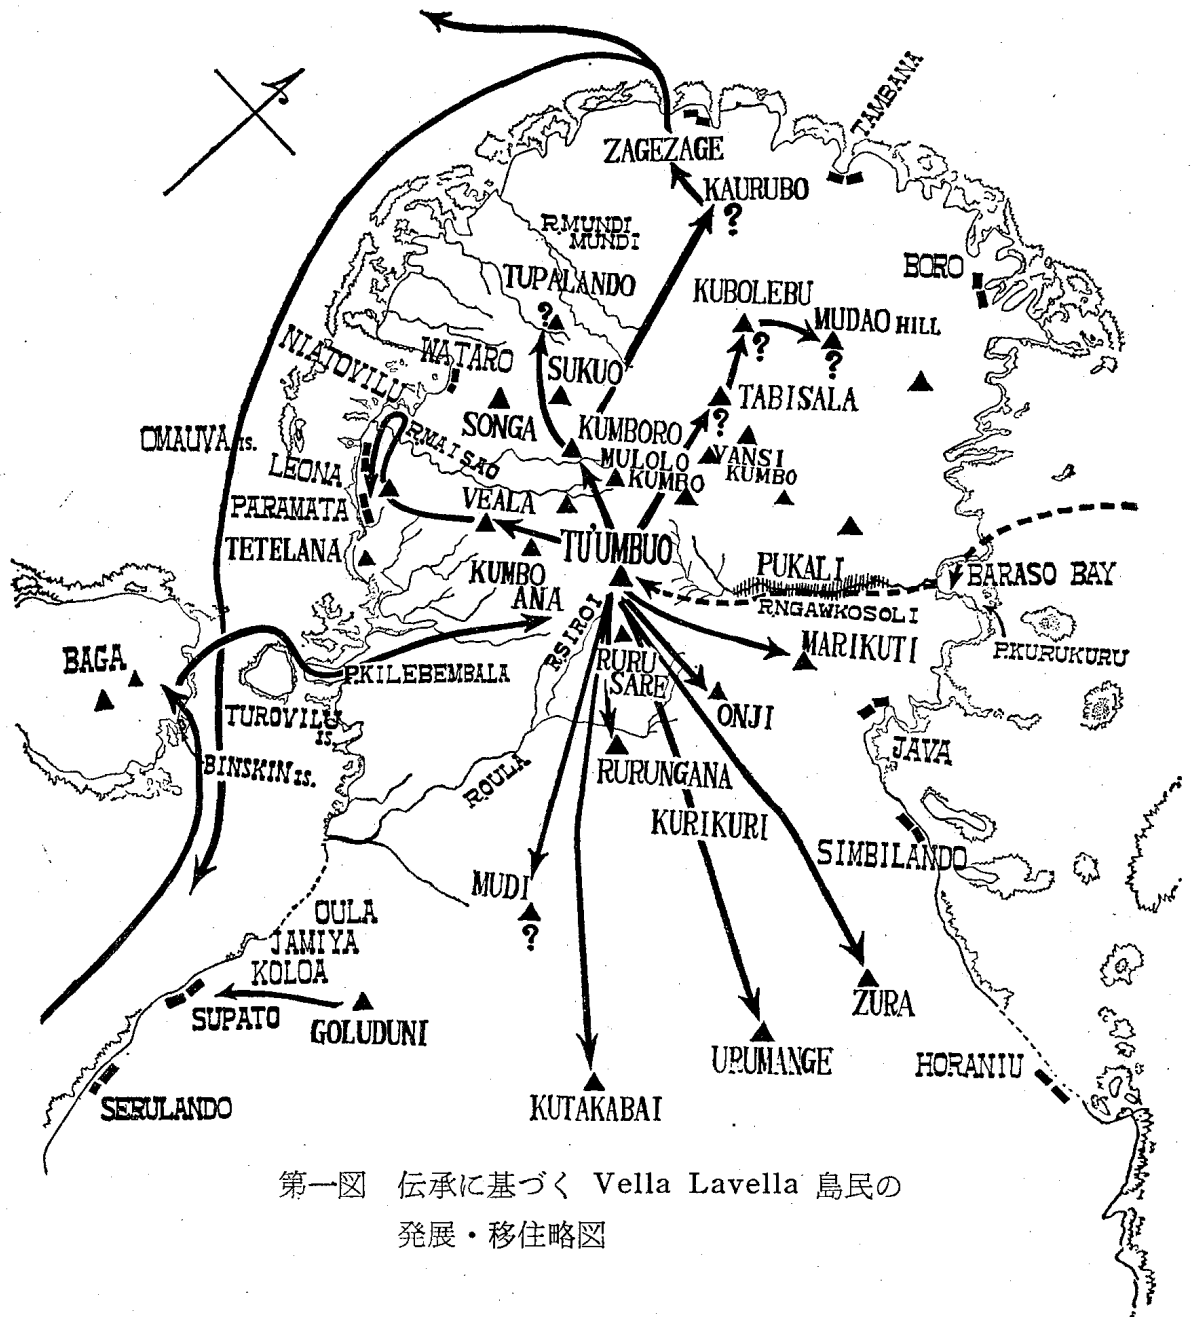 TAMBANA
ZAGEZAGE
KAURUBO
?
R.MUNDI
MUNDI
BORO
TUPALANDO
?
KUBOLEBU
?
MUDAO HILL
?
NIATOVILU
WATARO
SUKUO
TABISALA
?
SONGA
KUMBORO
OMAUVA IS.
R.MAISAO
MULOLO
KUMBO
VANSI
KUMBO
LEONA
PARAMATA
VEALA
TETELANA
TU'UMBUO
PUKALI
BARASO BAY
KUMBO
ANA
R.NGAWKOSOLI
R.SIROI
MARIKUTI
P.KURUKURU
BAGA
P.KILEBEMBALA
RURU
SARE
TUROVILU
IS.
ONJI
JAVA
BINSKIN IS.
R.OULA
RURUNGANA
KURIKURI
SIMBILANDO
MUDI
?
OULA
JAMIYA
KOLOA
ZURA
SUPATO
GOLUDUNI
URUMANGE
HORANIU
SERULANDO
KUTAKABAI
第一図 伝承に基づく Vella Lavella 島民の
発展・移住略図